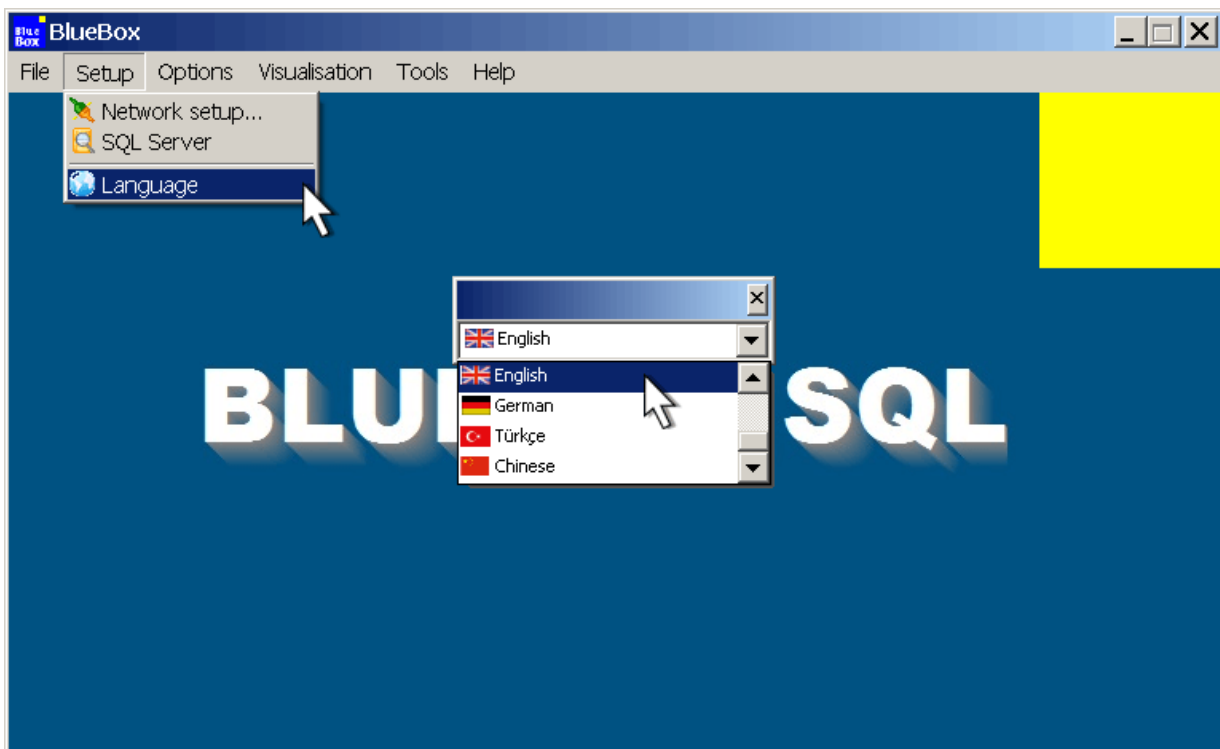 Blue Box BlueBox
File Setup Options Visualisation Tools Help
Network setup...
SQL Server
Language
English
English
German
Türkçe
Chinese
BLU SQL